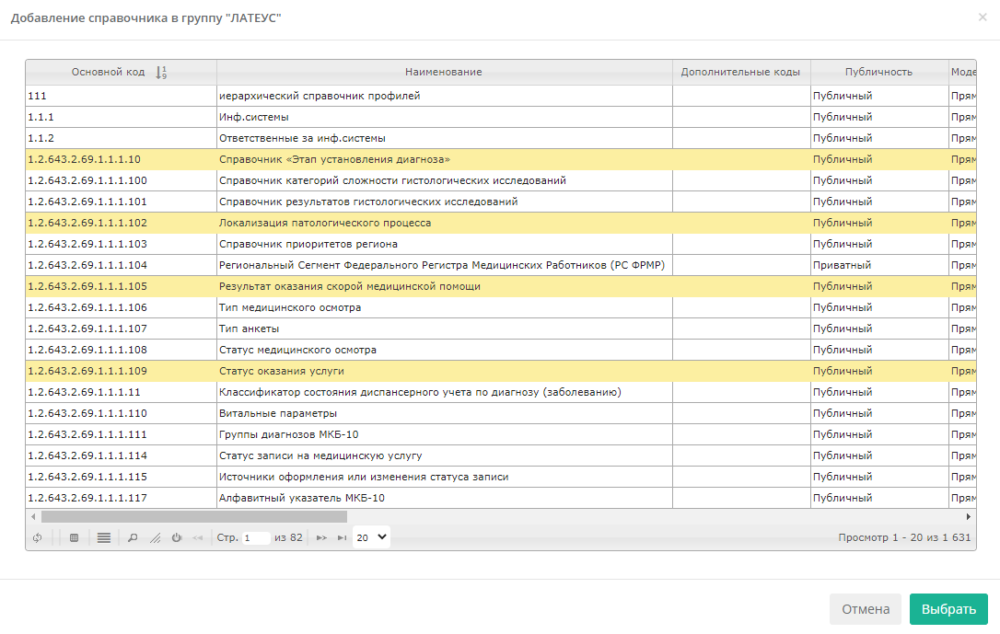 Добавление справочника в группу "ЛАТЕУС"
×
Основной код 1 9 Наименование Дополнительные коды Публичность Моде
111 иерархический справочник профилей Публичный Прям
1.1.1 Инф.системы Публичный Прям
1.1.2 Ответственные за инф.системы Публичный Прям
1.2.643.2.69.1.1.1.10 Справочник «Этап установления диагноза» Публичный Прям
1.2.643.2.69.1.1.1.100 Справочник категорий сложности гистологических исследований Публичный Прям
1.2.643.2.69.1.1.1.101 Справочник результатов гистологических исследований Публичный Прям
1.2.643.2.69.1.1.1.102 Локализация патологического процесса Публичный Прям
1.2.643.2.69.1.1.1.103 Справочник приоритетов региона Публичный Прям
1.2.643.2.69.1.1.1.104 Региональный Сегмент Федерального Регистра Медицинских Работников (РС ФРМР) Приватный Прям
1.2.643.2.69.1.1.1.105 Результат оказания скорой медицинской помощи Публичный Прям
1.2.643.2.69.1.1.1.106 Тип медицинского осмотра Публичный Прям
1.2.643.2.69.1.1.1.107 Тип анкеты Публичный Прям
1.2.643.2.69.1.1.1.108 Статус медицинского осмотра Публичный Прям
1.2.643.2.69.1.1.1.109 Статус оказания услуги Публичный Прям
1.2.643.2.69.1.1.1.11 Классификатор состояния диспансерного учета по диагнозу (заболеванию) Публичный Прям
1.2.643.2.69.1.1.1.110 Витальные параметры Публичный Прям
1.2.643.2.69.1.1.1.111 Группы диагнозов МКБ-10 Публичный Прям
1.2.643.2.69.1.1.1.114 Статус записи на медицинскую услугу Публичный Прям
1.2.643.2.69.1.1.1.115 Источники оформления или изменения статуса записи Публичный Прям
1.2.643.2.69.1.1.1.117 Алфавитный указатель МКБ-10 Публичный Прям
Стр. 1 из 82 20 Просмотр 1 - 20 из 1 631
Отмена Выбрать